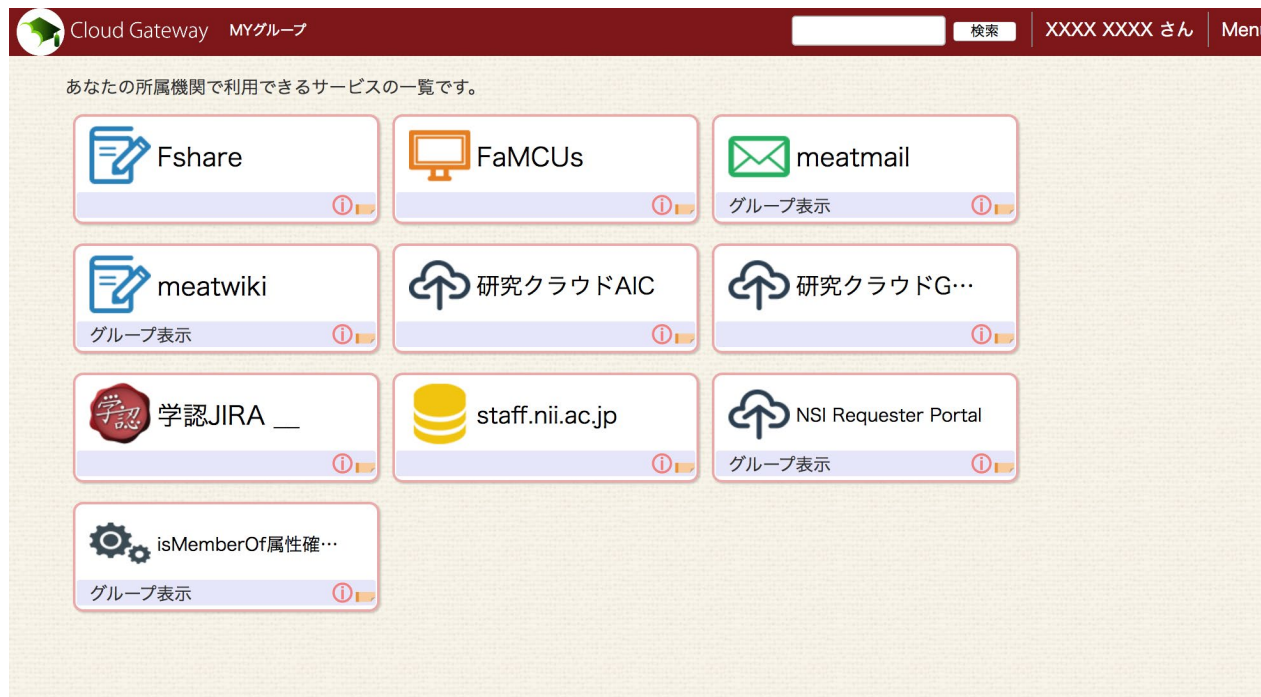 Cloud Gateway MYグループ 検索 XXXX XXXX さん Menu
あなたの所属機関で利用できるサービスの一覧です。
Fshare
FaMCUs
meatmail
グループ表示
meatwiki
グループ表示
研究クラウドAIC
研究クラウドG…
学認
学認JIRA __
staff.nii.ac.jp
NSI Requester Portal
グループ表示
isMemberOf属性確…
グループ表示